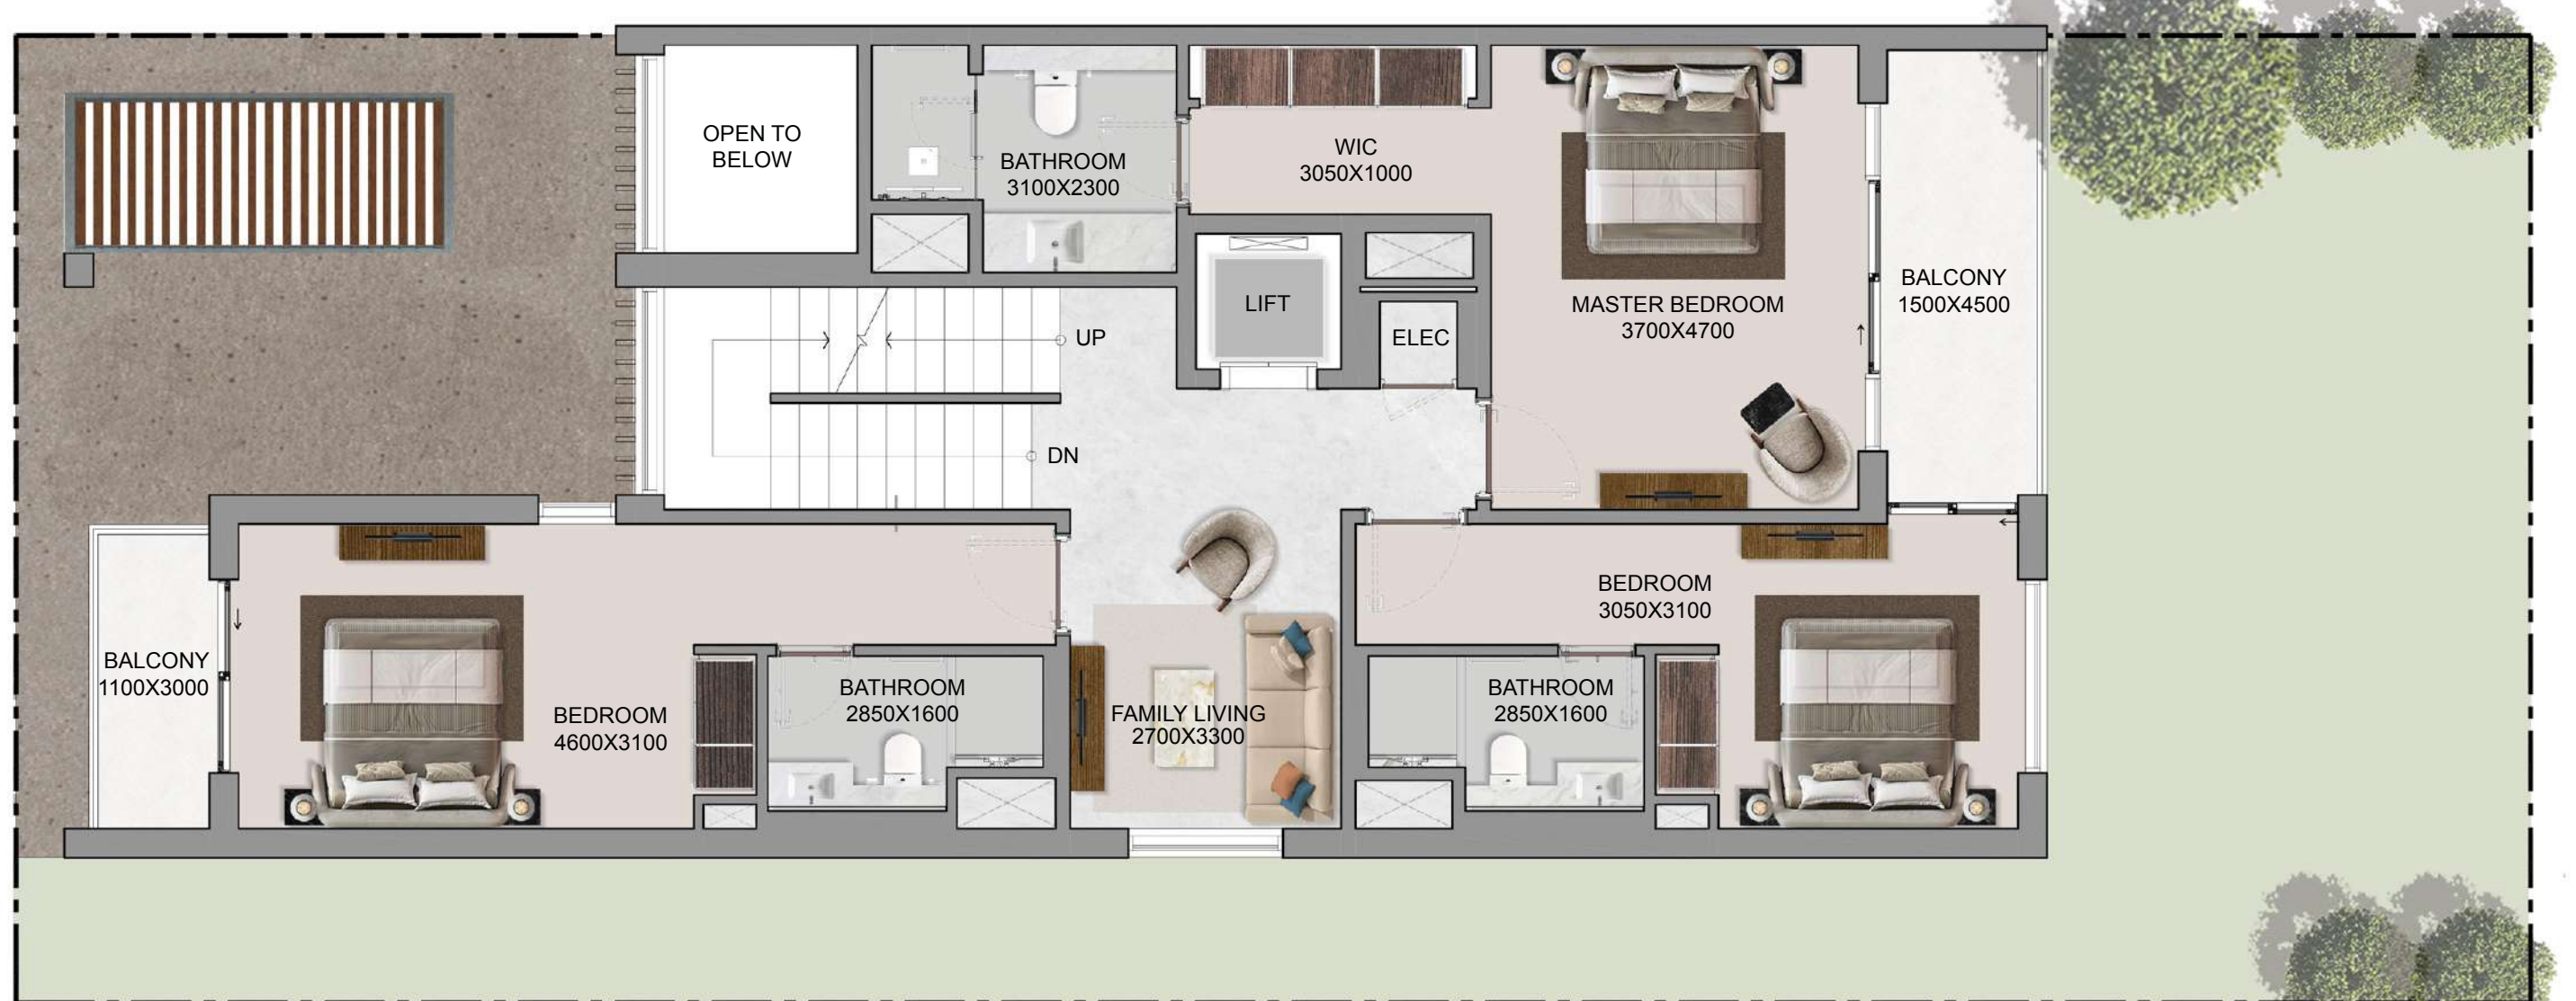 OPEN TO
BELOW
BATHROOM
3100X2300
WIC
3050X1000
LIFT
ELEC
UP
DN
MASTER BEDROOM
3700X4700
BALCONY
1500X4500
BALCONY
1100X3000
BEDROOM
4600X3100
BATHROOM
2850X1600
FAMILY LIVING
2700X3300
BATHROOM
2850X1600
BEDROOM
3050X3100